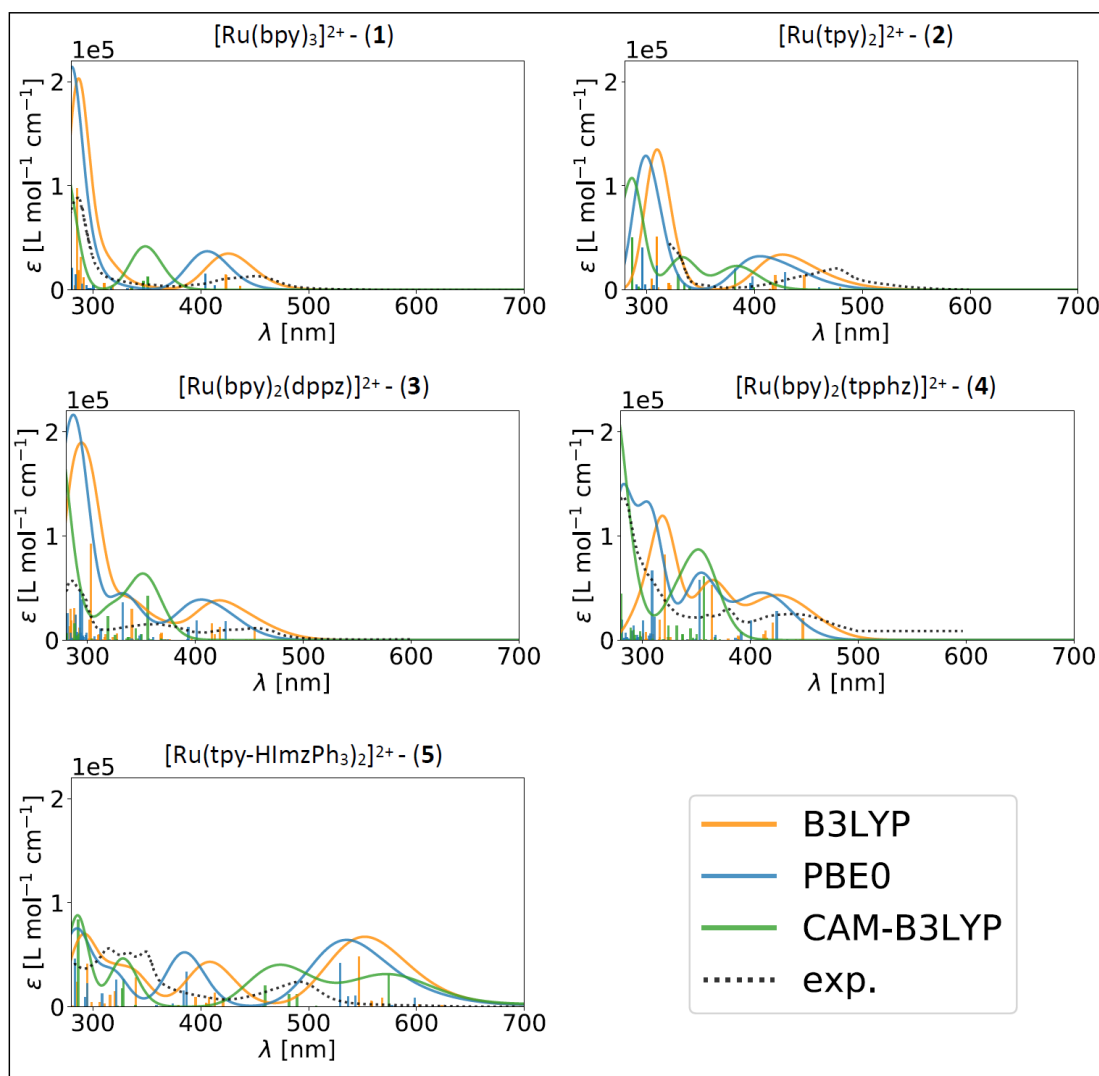 [Ru(bpy)₃]²⁺ - (1)
1e5
2
1
0
300 400 500 600 700
ε [L mol⁻¹ cm⁻¹]
λ [nm]
[Ru(tpy)₂]²⁺ - (2)
1e5
2
1
0
300 400 500 600 700
ε [L mol⁻¹ cm⁻¹]
λ [nm]
[Ru(bpy)₂(dppz)]²⁺ - (3)
1e5
2
1
0
300 400 500 600 700
ε [L mol⁻¹ cm⁻¹]
λ [nm]
[Ru(bpy)₂(tpphz)]²⁺ - (4)
1e5
2
1
0
300 400 500 600 700
ε [L mol⁻¹ cm⁻¹]
λ [nm]
[Ru(tpy-HImzPh₃)₂]²⁺ - (5)
1e5
2
1
0
300 400 500 600 700
ε [L mol⁻¹ cm⁻¹]
λ [nm]
B3LYP
PBE0
CAM-B3LYP
exp.